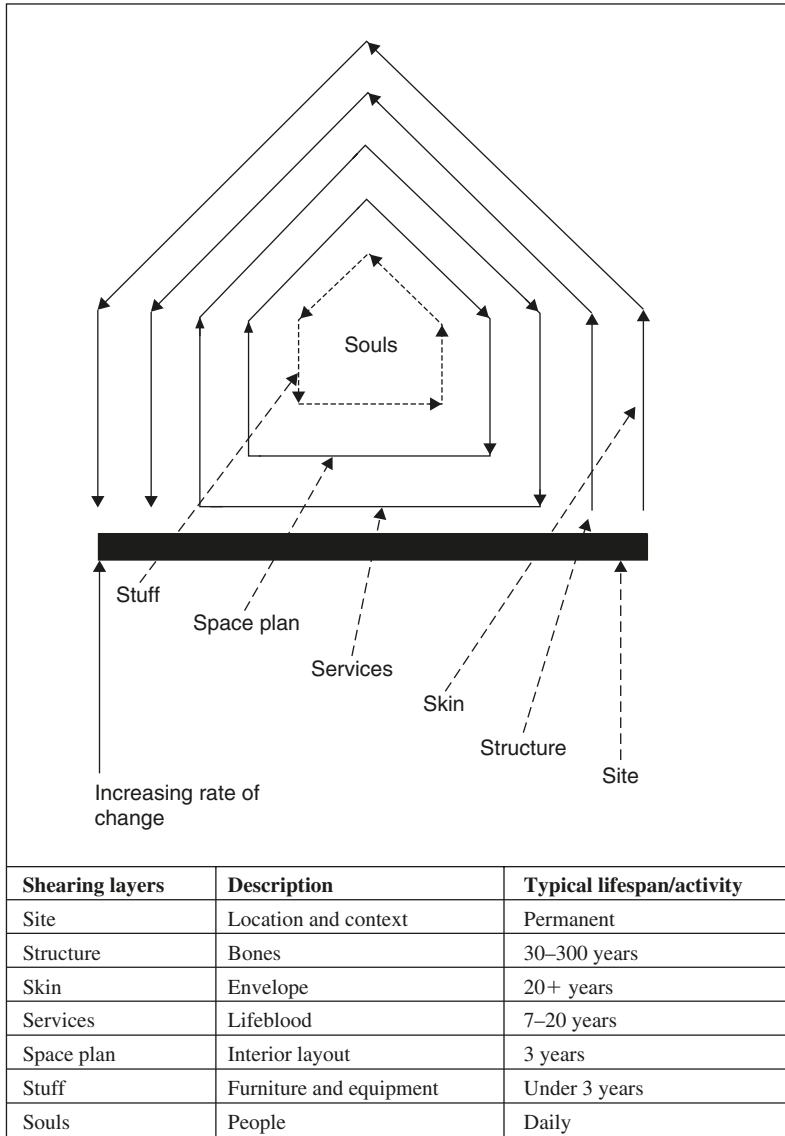 Souls
Stuff
Space plan
Services
Skin
Structure
Site
Increasing rate of
change
Shearing layers Description Typical lifespan/activity
Site Location and context Permanent
Structure Bones 30–300 years
Skin Envelope 20+ years
Services Lifeblood 7–20 years
Space plan Interior layout 3 years
Stuff Furniture and equipment Under 3 years
Souls People Daily